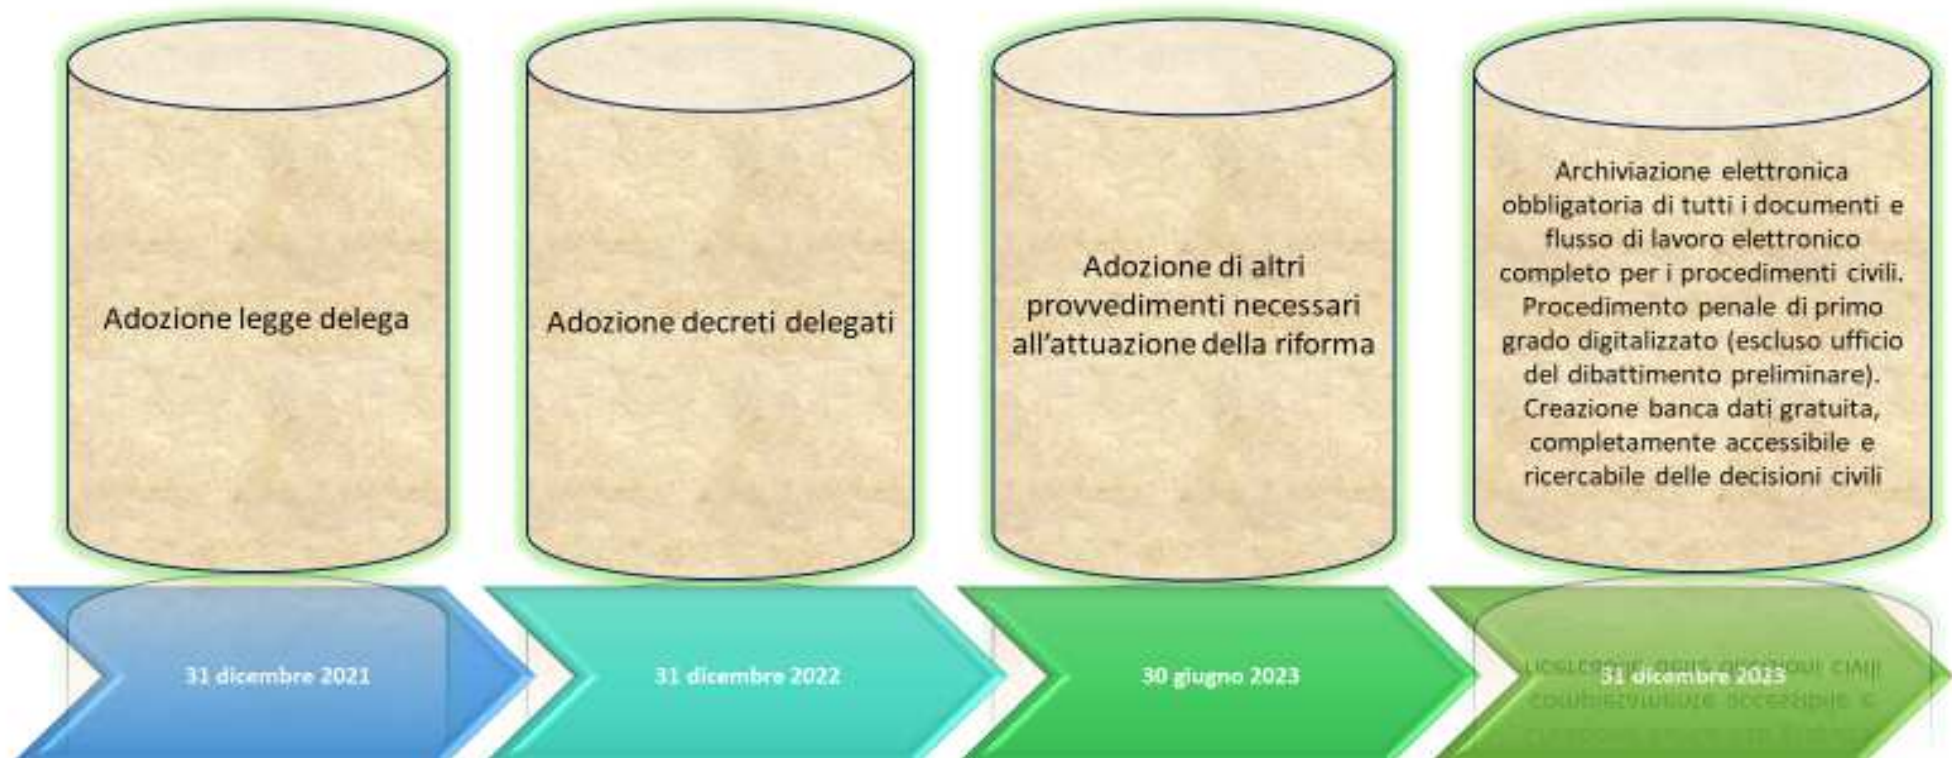 Adozione legge delega
Adozione decreti delegati
Adozione di altri
provvedimenti necessari
all'attuazione della riforma
Archiviazione elettronica
obbligatoria di tutti i documenti e
flusso di lavoro elettronico
completo per i procedimenti civili.
Procedimento penale di primo
grado digitalizzato (escluso ufficio
del dibattimento preliminare).
Creazione banca dati gratuita,
completamente accessibile e
ricercabile delle decisioni civili
31 dicembre 2021
31 dicembre 2022
30 giugno 2023
31 dicembre 2023